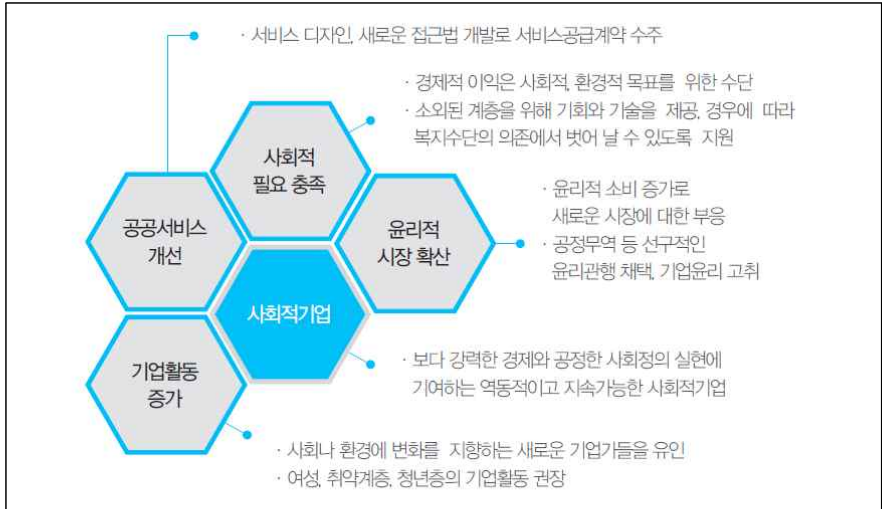 · 서비스 디자인, 새로운 접근법 개발로 서비스공급계약 수주
· 경제적 이익은 사회적, 환경적 목표를 위한 수단
· 소외된 계층을 위해 기회와 기술을 제공, 경우에 따라
복지수단의 의존에서 벗어 날 수 있도록 지원
사회적
필요 충족
· 윤리적 소비 증가로
새로운 시장에 대한 부응
· 공정무역 등 선구적인
윤리관행 채택, 기업윤리 고취
공공서비스
개선
윤리적
시장 확산
사회적기업
· 보다 강력한 경제와 공정한 사회정의 실현에
기여하는 역동적이고 지속가능한 사회적기업
기업활동
증가
· 사회나 환경에 변화를 지향하는 새로운 기업가들을 유인
· 여성, 취약계층, 청년층의 기업활동 권장